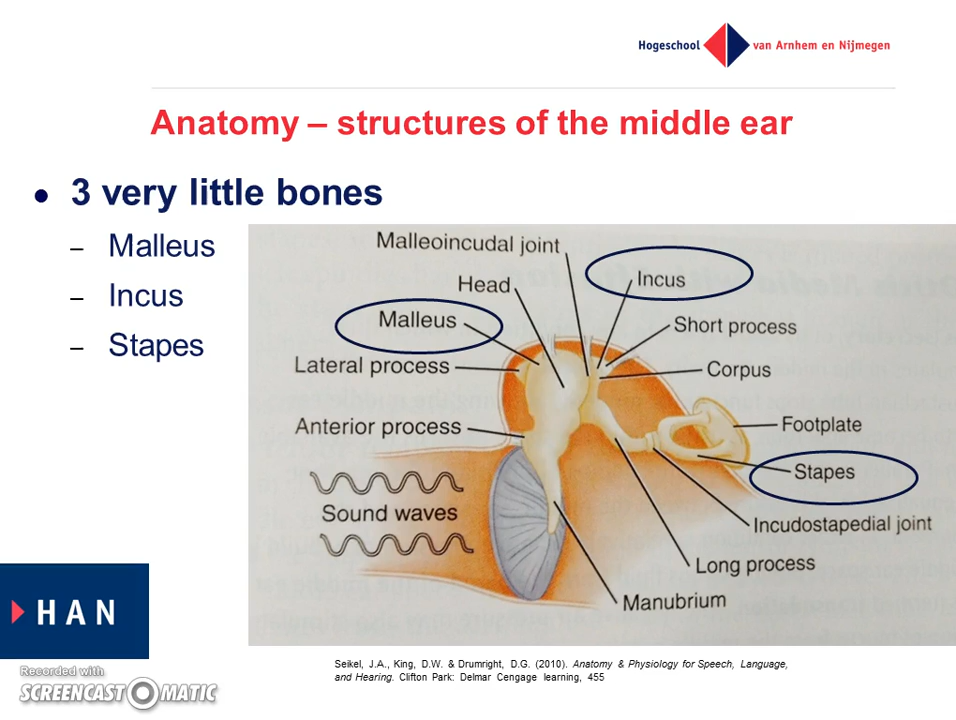 Hogeschool van Arnhem en Nijmegen
Anatomy – structures of the middle ear
● 3 very little bones
– Malleus
– Incus
– Stapes
Malleoincudal joint
Incus
Head
Malleus
Short process
Lateral process
Corpus
Anterior process
Footplate
Stapes
Sound waves
Incudostapedial joint
Long process
Manubrium
HAN
Seikel, J.A., King, D.W. & Drumright, D.G. (2010). Anatomy & Physiology for Speech, Language,
and Hearing. Clifton Park: Delmar Cengage learning, 455
Recorded with
SCREENCAST-O-MATIC